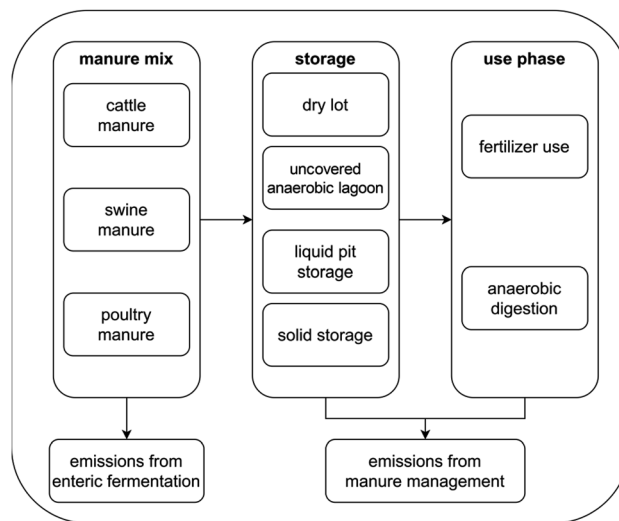 manure mix
cattle
manure
swine
manure
poultry
manure
storage
dry lot
uncovered
anaerobic lagoon
liquid pit
storage
solid storage
use phase
fertilizer use
anaerobic
digestion
emissions from
enteric fermentation
emissions from
manure management